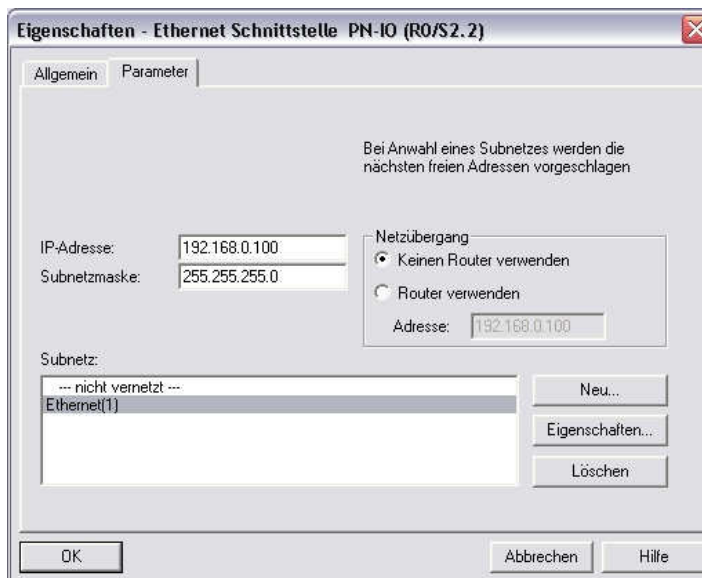 Eigenschaften - Ethernet Schnittstelle PN-IO (R0/S2.2)
Allgemein
Parameter
Bei Anwahl eines Subnetzes werden die
nächsten freien Adressen vorgeschlagen
IP-Adresse:
192.168.0.100
Subnetzmaske:
255.255.255.0
Netzübergang
Keinen Router verwenden
Router verwenden
Adresse:
192.168.0.100
Subnetz:
--- nicht vernetzt ---
Ethernet(1)
Neu...
Eigenschaften...
Löschen
OK
Abbrechen
Hilfe